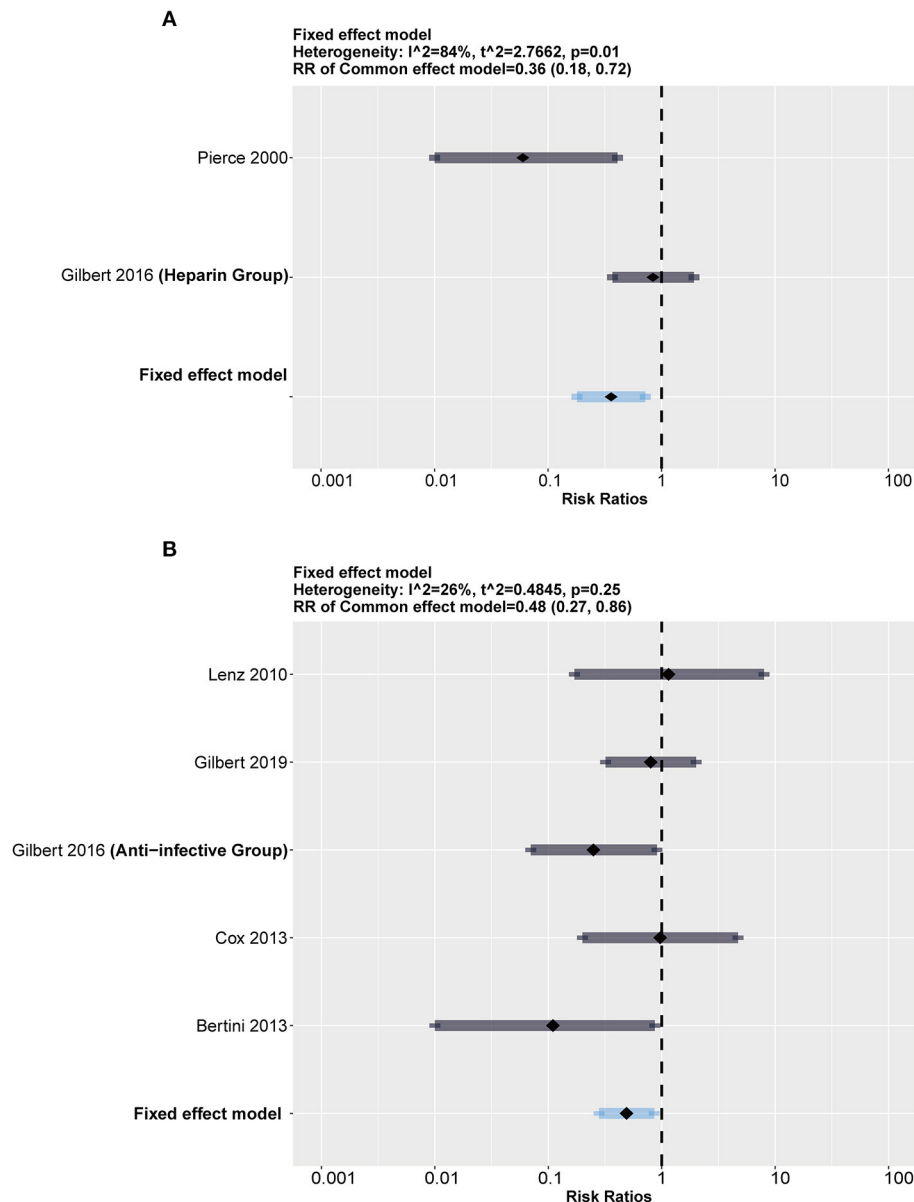 A
Fixed effect model
Heterogeneity: I^2=84%, t^2=2.7662, p=0.01
RR of Common effect model=0.36 (0.18, 0.72)
Pierce 2000
Gilbert 2016 (Heparin Group)
Fixed effect model
0.001 0.01 0.1 1 10 100
Risk Ratios
B
Fixed effect model
Heterogeneity: I^2=26%, t^2=0.4845, p=0.25
RR of Common effect model=0.48 (0.27, 0.86)
Lenz 2010
Gilbert 2019
Gilbert 2016 (Anti−infective Group)
Cox 2013
Bertini 2013
Fixed effect model
0.001 0.01 0.1 1 10 100
Risk Ratios